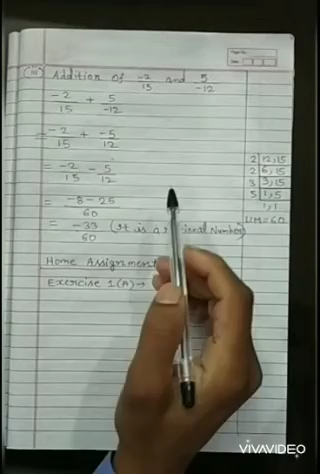 (iii) Addition of -2/15 and 5/-12
-2/15 + 5/-12
= -2/15 + -5/12
= -2/15 - 5/12
= -8-25/60
= -33/60 (It is a Number)
2 | 12, 15
2 | 6, 15
3 | 3, 15
5 | 1, 5
1, 1
LCM = 60
Home Assignment
Exercise 1(A) →
VIVAVIDEO